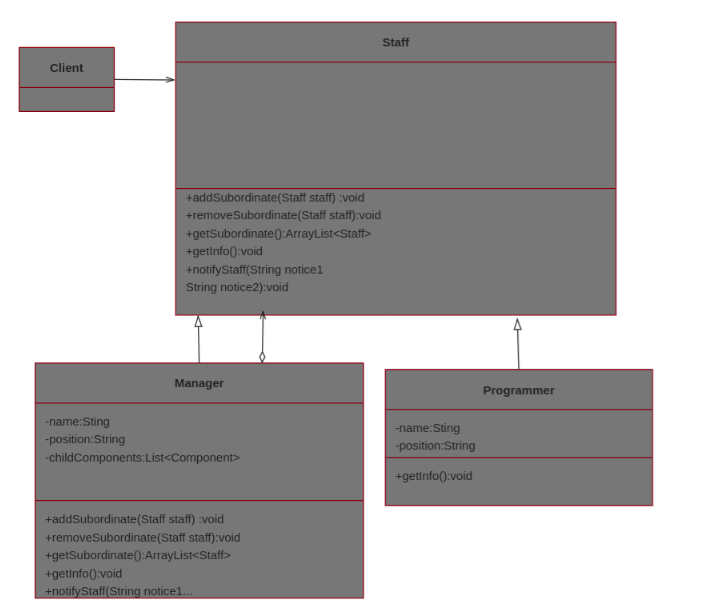 Staff
Client
+addSubordinate(Staff staff) :void
+removeSubordinate(Staff staff):void
+getSubordinate():ArrayList<Staff>
+getInfo():void
+notifyStaff(String notice1
String notice2):void
Manager
-name:Sting
-position:String
-childComponents:List<Component>
+addSubordinate(Staff staff) :void
+removeSubordinate(Staff staff):void
+getSubordinate():ArrayList<Staff>
+getInfo():void
+notifyStaff(String notice1...
Programmer
-name:Sting
-position:String
+getInfo():void